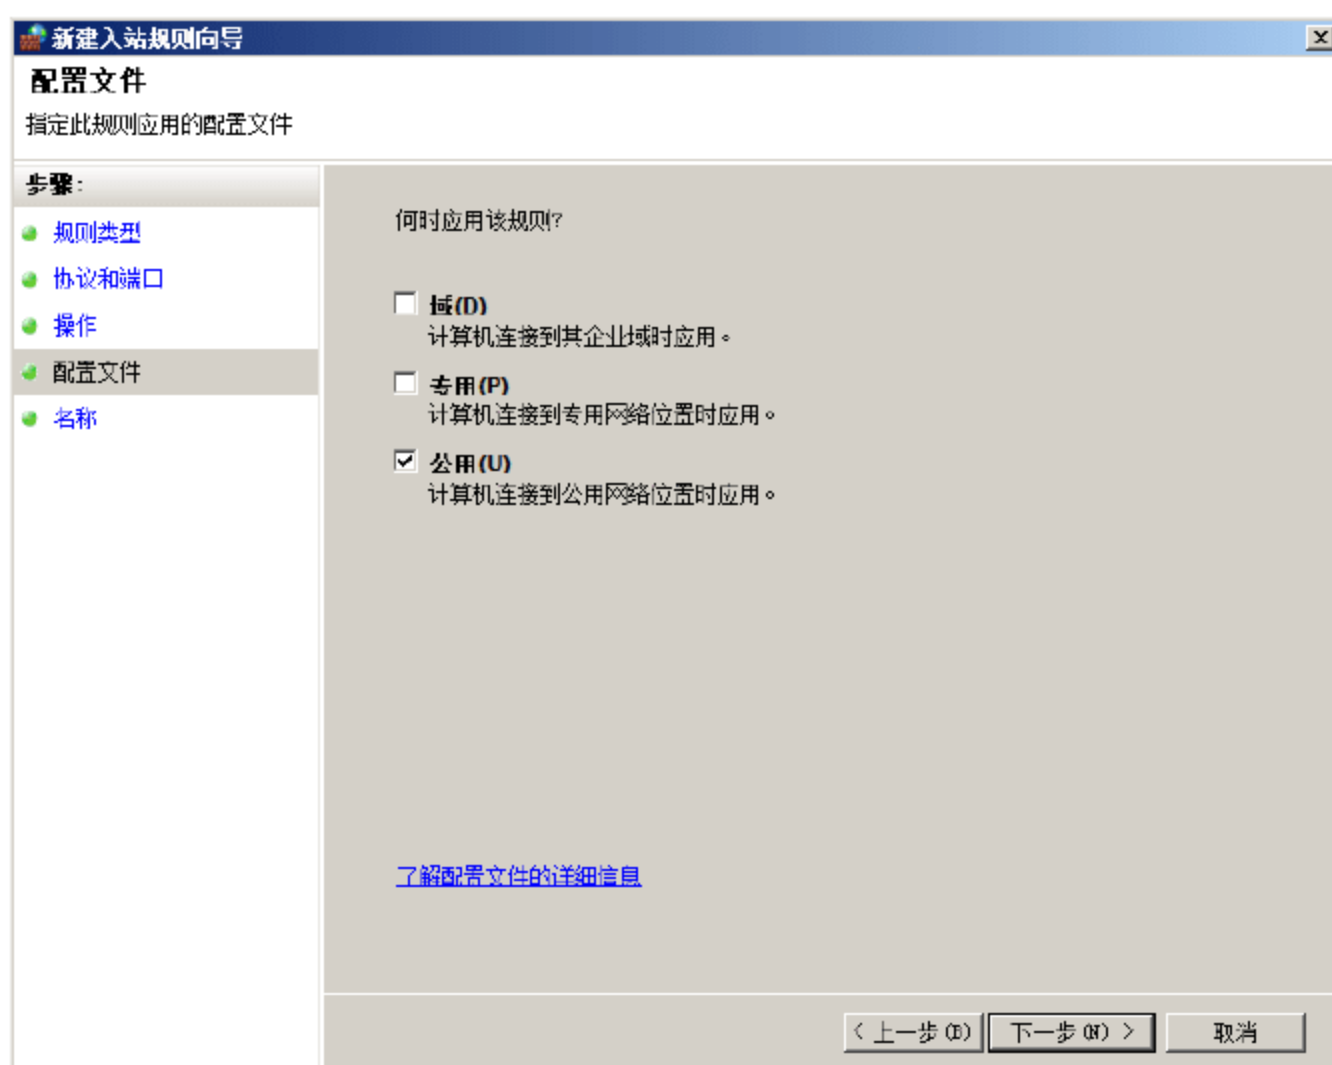 新建入站规则向导
配置文件
指定此规则应用的配置文件
步骤:
规则类型
协议和端口
操作
配置文件
名称
何时应用该规则?
域(D)
计算机连接到其企业域时应用。
专用(P)
计算机连接到专用网络位置时应用。
公用(U)
计算机连接到公用网络位置时应用。
了解配置文件的详细信息
< 上一步(B) 下一步(N) > 取消